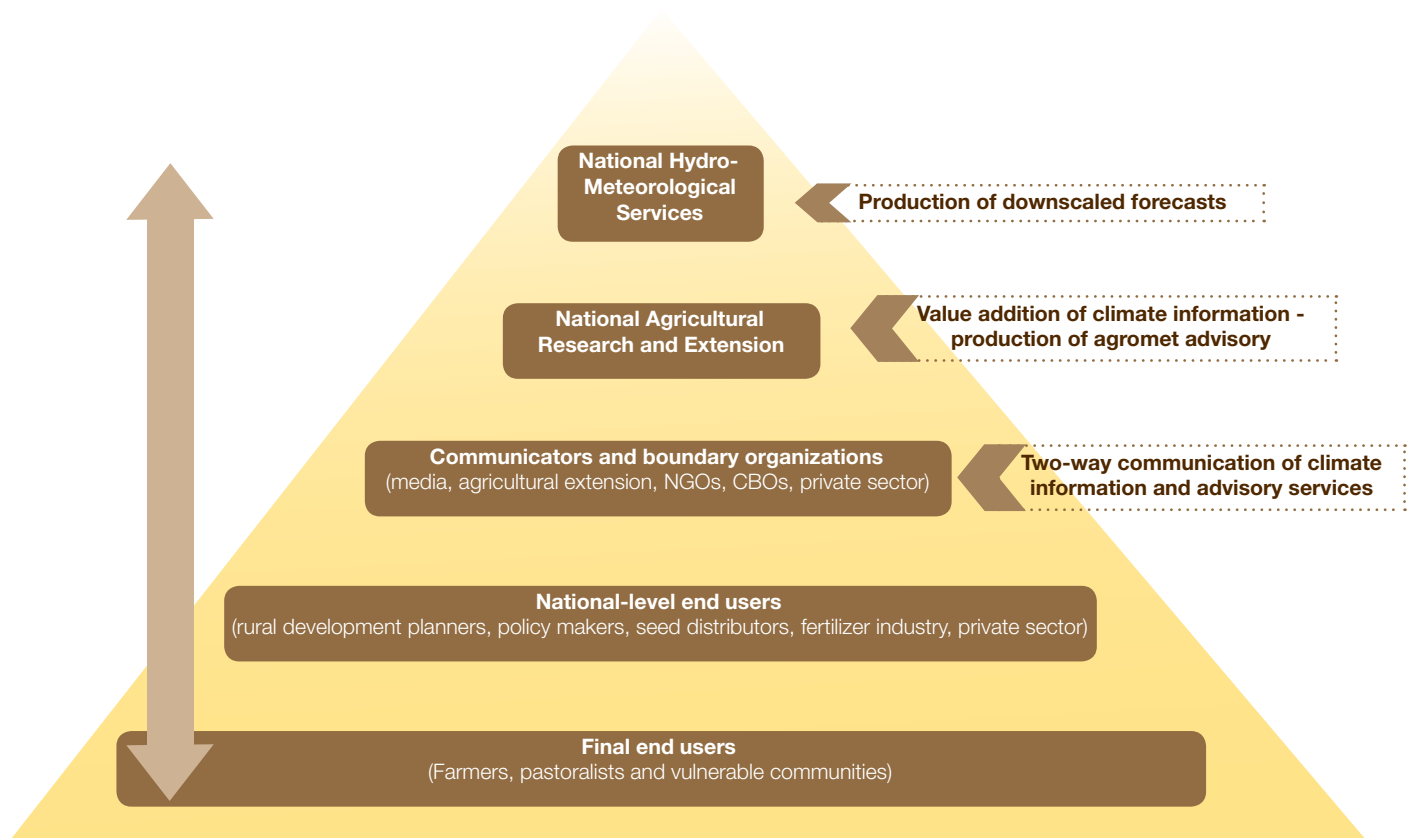 National Hydro-
Meteorological
Services
Production of downscaled forecasts
National Agricultural
Research and Extension
Value addition of climate information -
production of agromet advisory
Communicators and boundary organizations
(media, agricultural extension, NGOs, CBOs, private sector)
Two-way communication of climate
information and advisory services
National-level end users
(rural development planners, policy makers, seed distributors, fertilizer industry, private sector)
Final end users
(Farmers, pastoralists and vulnerable communities)